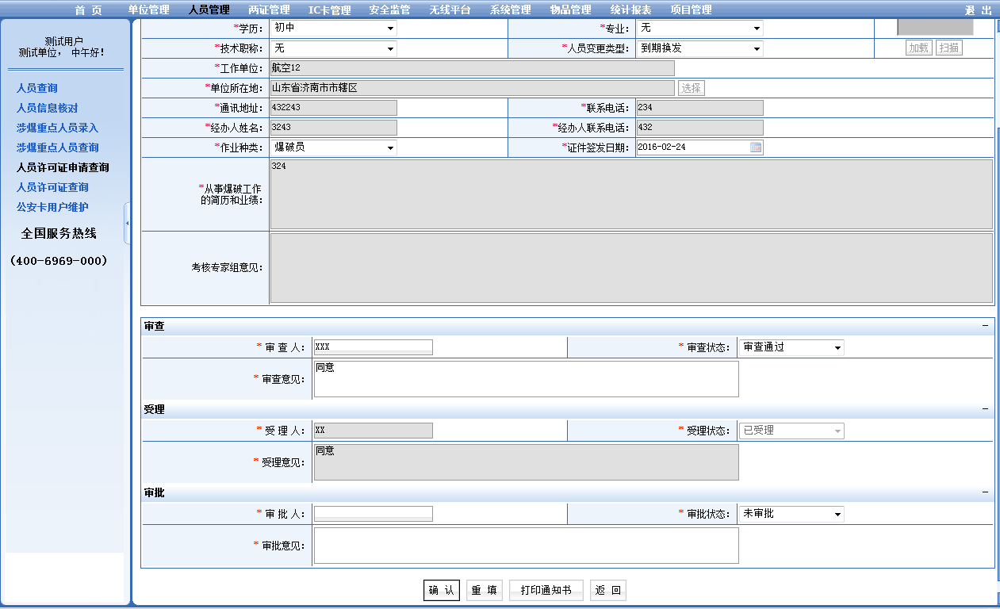 首 页 单位管理 人员管理 两证管理 IC卡管理 安全监管 无线平台 系统管理 物品管理 统计报表 项目管理 退 出
测试用户
测试单位， 中午好！
人员查询
人员信息核对
涉爆重点人员录入
涉爆重点人员查询
人员许可证申请查询
人员许可证查询
公安卡用户维护
全国服务热线
(400-6969-000)
*学历： 初中 *专业： 无
*技术职称： 无 *人员变更类型： 到期换发 加载 扫描
*工作单位： 航空12
*单位所在地： 山东省济南市市辖区 选择
*通讯地址： 432243 *联系电话： 234
*经办人姓名： 3243 *经办人联系电话： 432
*作业种类： 爆破员 *证件签发日期： 2016-02-24
*从事爆破工作
的简历和业绩： 324
考核专家组意见：
审查 －
* 审 查 人： XXX * 审查状态： 审查通过
* 审查意见： 同意
受理 －
* 受 理 人： XX * 受理状态： 已受理
* 受理意见： 同意
审批 －
* 审 批 人： * 审批状态： 未审批
* 审批意见：
确 认 重 填 打印通知书 返 回